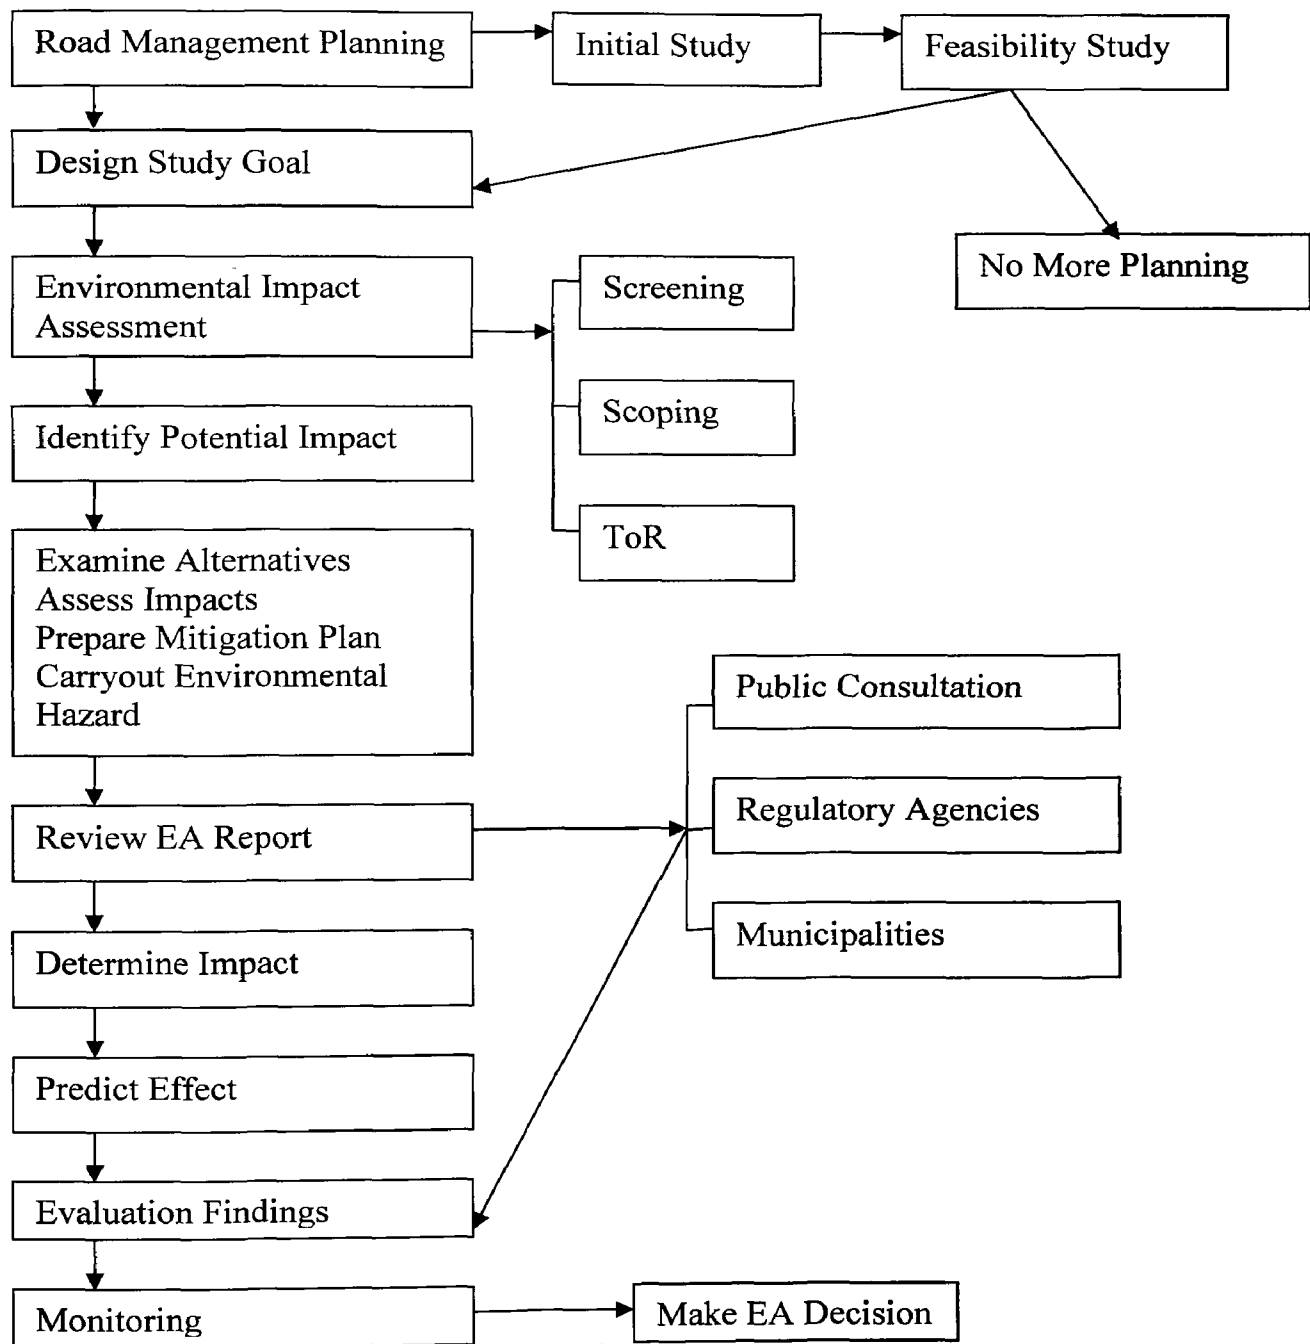 Road Management Planning
Initial Study
Feasibility Study
Design Study Goal
No More Planning
Environmental Impact
Assessment
Screening
Identify Potential Impact
Scoping
ToR
Examine Alternatives
Assess Impacts
Prepare Mitigation Plan
Carryout Environmental
Hazard
Public Consultation
Review EA Report
Regulatory Agencies
Determine Impact
Municipalities
Predict Effect
Evaluation Findings
Monitoring
Make EA Decision